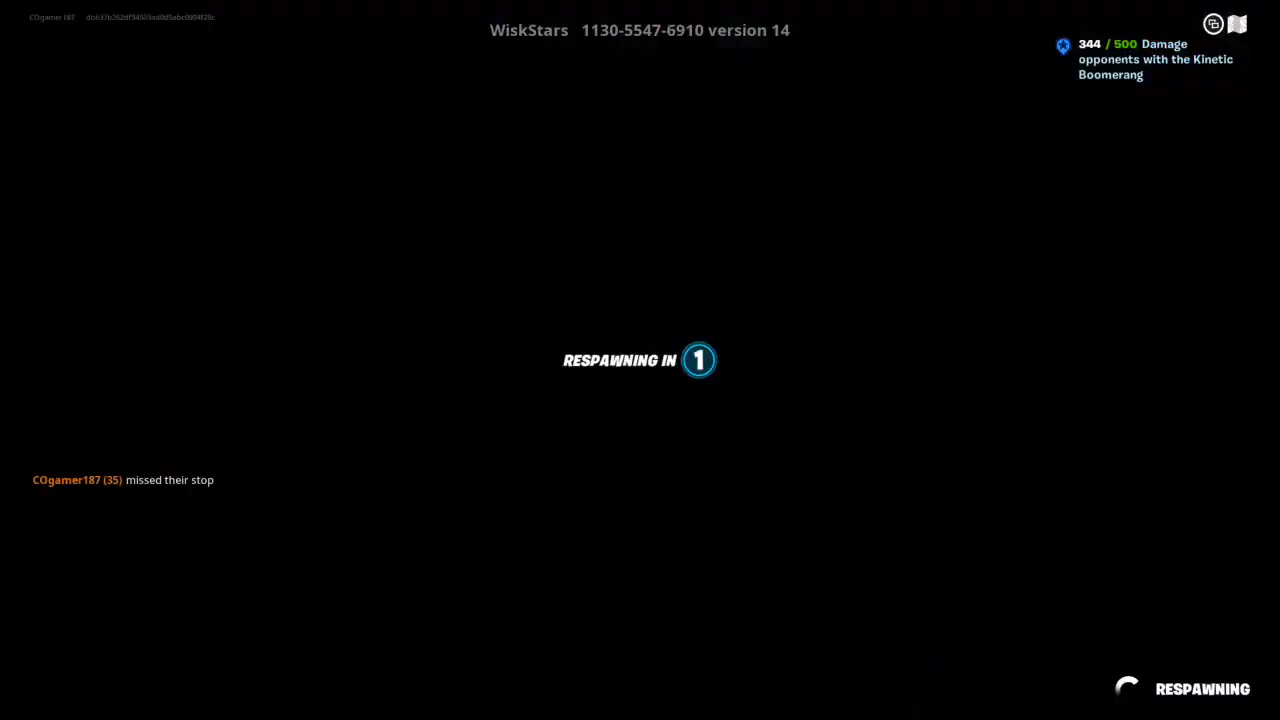 COgamer187
WiskStars 1130-5547-6910 version 14
344 / 500 Damage
opponents with the Kinetic
Boomerang
RESPAWNING IN 1
COgamer187 (35) missed their stop
RESPAWNING